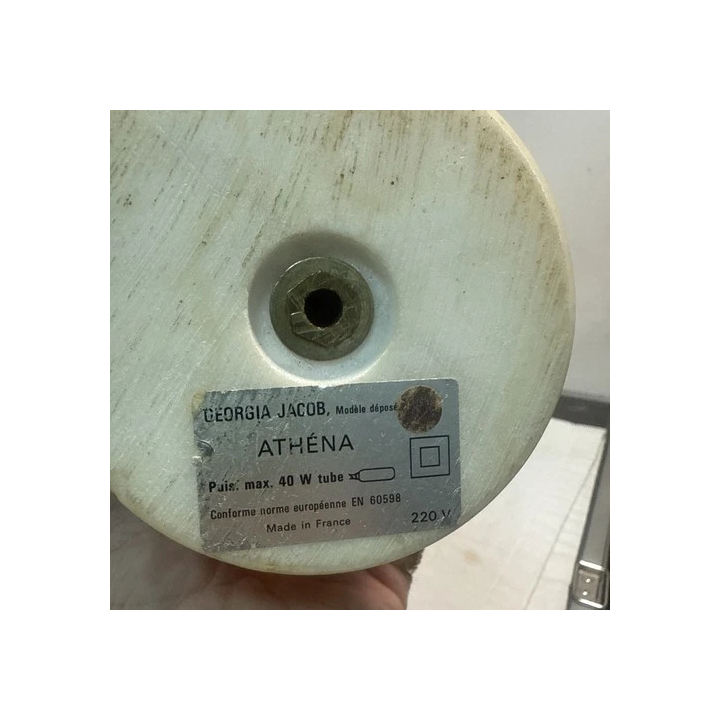 GEORGIA JACOB, Modèle déposé
ATHÉNA
Puis. max. 40 W tube
Conforme norme européenne EN 60598
Made in France
220 V